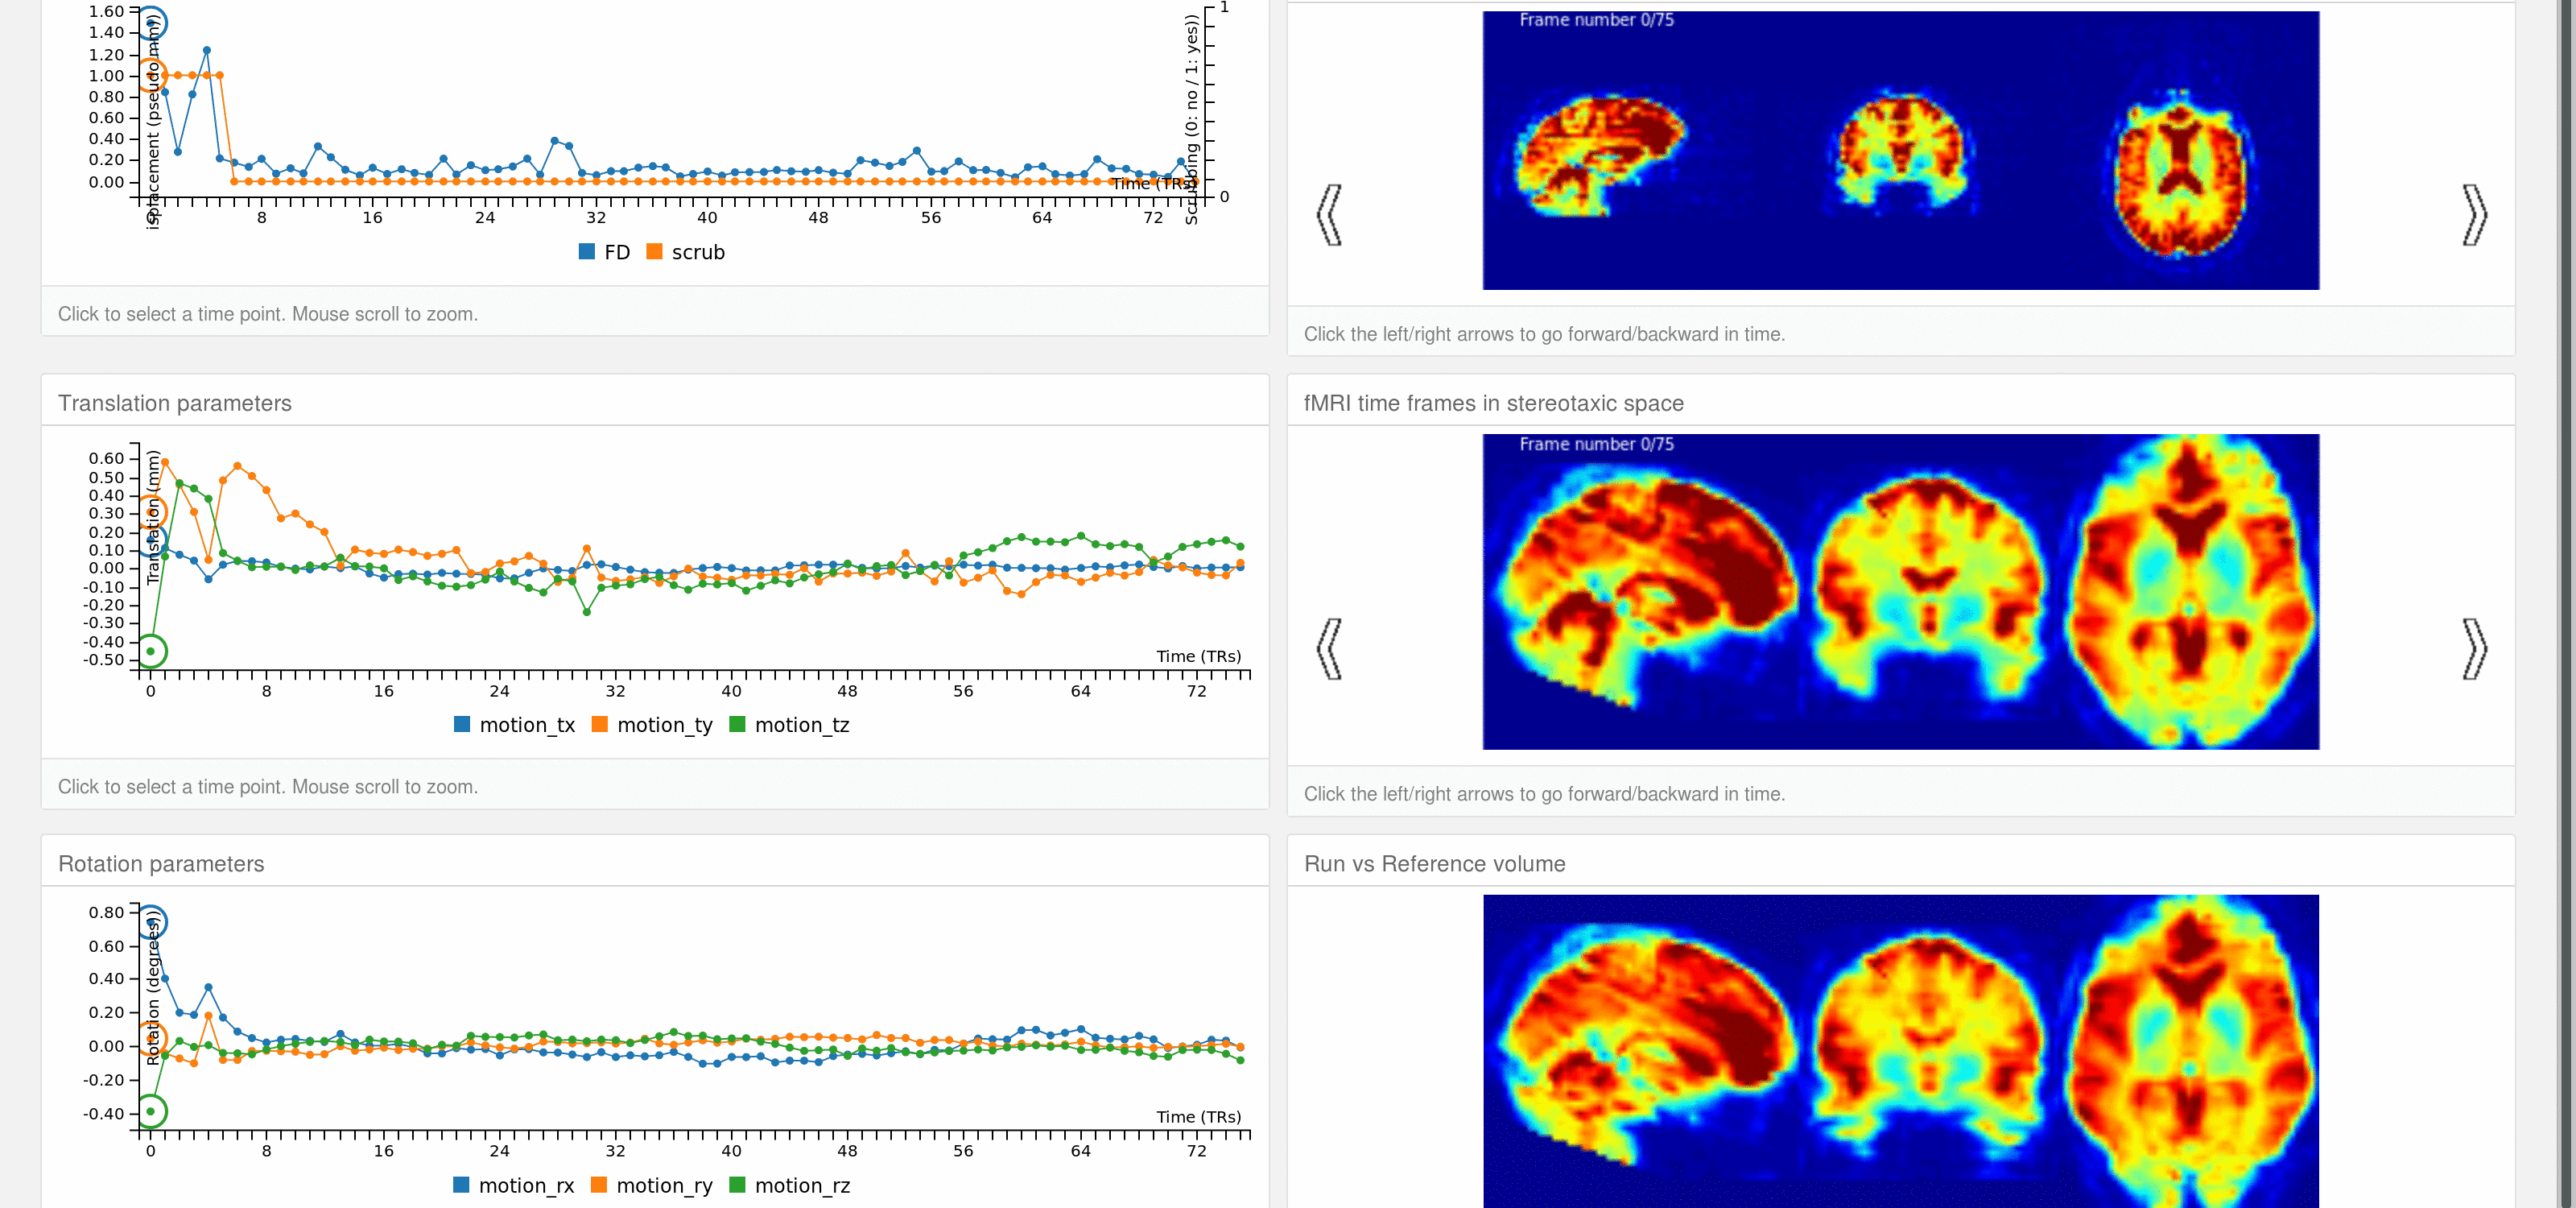 1.60
1.40
1.20
1.00
0.80
0.60
0.40
0.20
0.00
isplacement (pseudo mm))
1
0
Scrubbing (0: no / 1: yes))
Time (TRs)
8 16 24 32 40 48 56 64 72
FD scrub
Click to select a time point. Mouse scroll to zoom.
Frame number 0/75
Click the left/right arrows to go forward/backward in time.
Translation parameters
0.60
0.50
0.40
0.30
0.20
0.10
0.00
-0.10
-0.20
-0.30
-0.40
-0.50
Translation (mm)
Time (TRs)
0 8 16 24 32 40 48 56 64 72
motion_tx motion_ty motion_tz
Click to select a time point. Mouse scroll to zoom.
fMRI time frames in stereotaxic space
Frame number 0/75
Click the left/right arrows to go forward/backward in time.
Rotation parameters
0.80
0.60
0.40
0.20
0.00
-0.20
-0.40
Rotation (degrees))
Time (TRs)
0 8 16 24 32 40 48 56 64 72
motion_rx motion_ry motion_rz
Run vs Reference volume